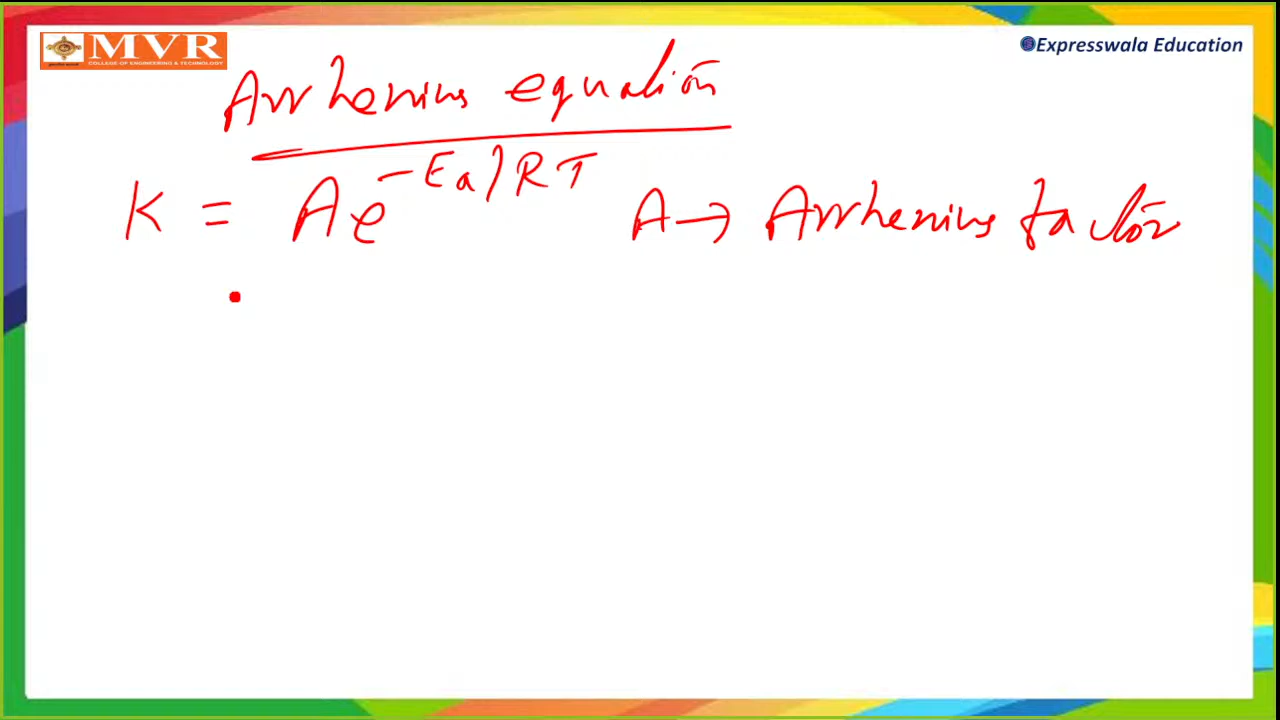 MVR
COLLEGE OF ENGINEERING & TECHNOLOGY
Expresswala Education
Arrhenius equation
K = Ae^-Ea/RT A → Arrhenius factor